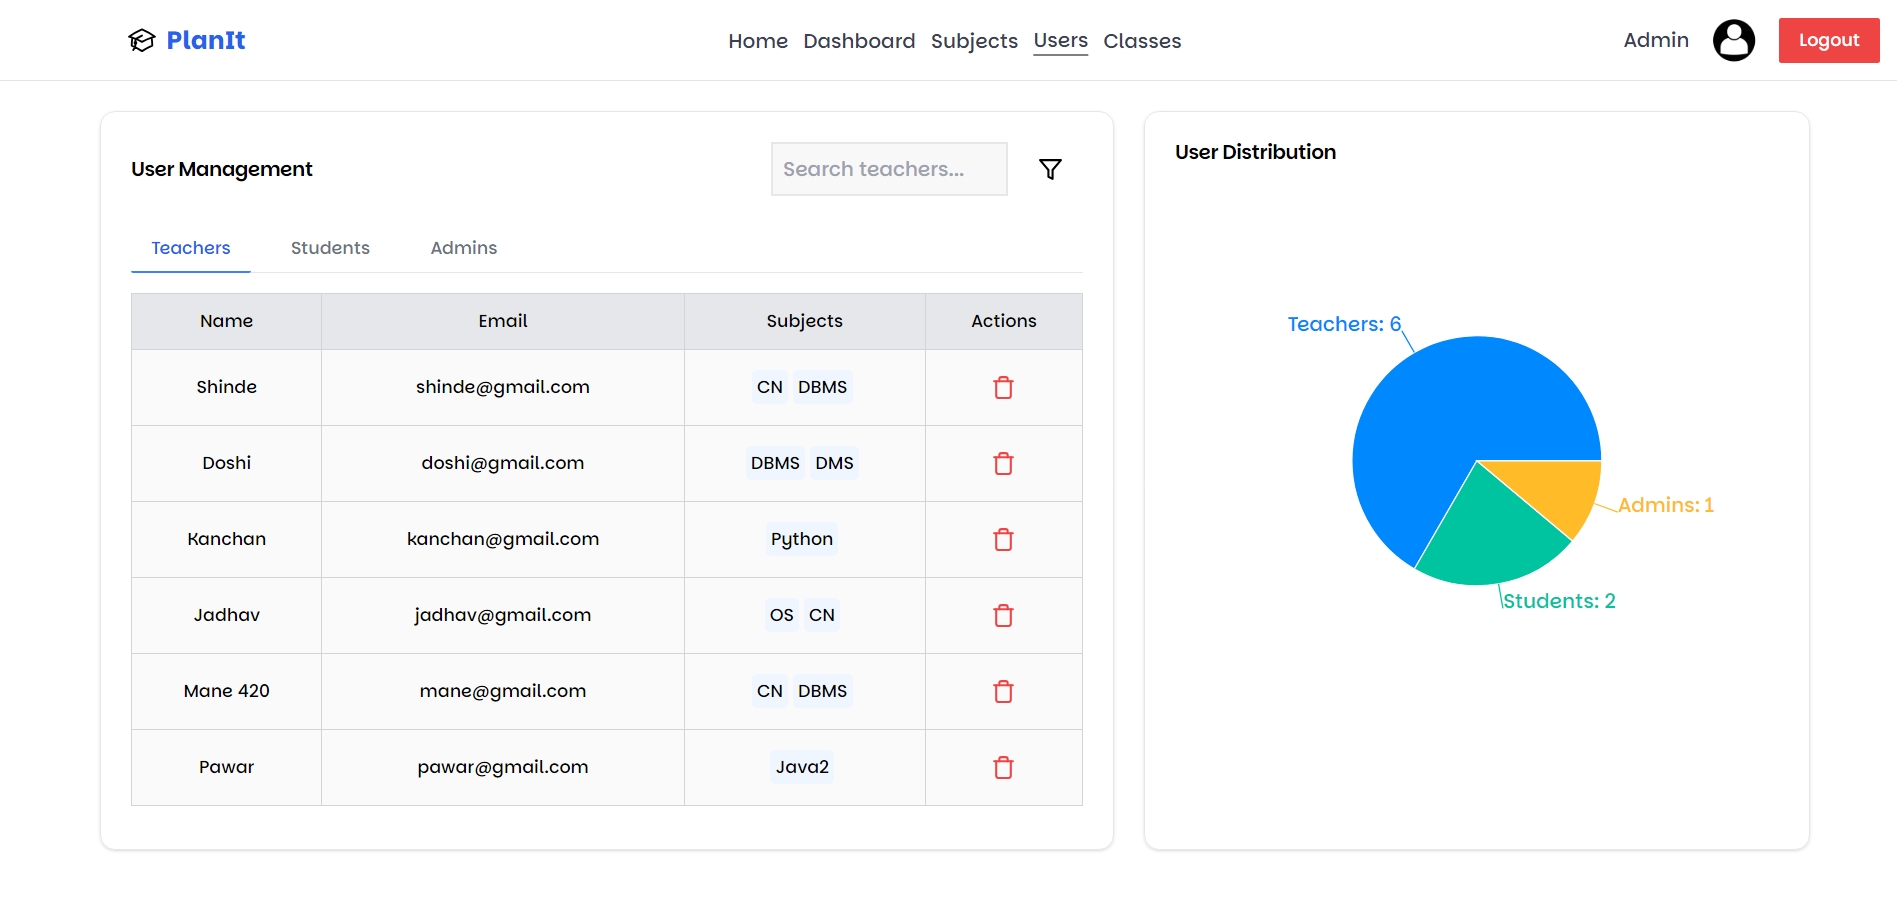 PlanIt
Home Dashboard Subjects Users Classes
Admin
Logout
User Management
Search teachers...
Teachers Students Admins
Name Email Subjects Actions
Shinde shinde@gmail.com CN DBMS
Doshi doshi@gmail.com DBMS DMS
Kanchan kanchan@gmail.com Python
Jadhav jadhav@gmail.com OS CN
Mane 420 mane@gmail.com CN DBMS
Pawar pawar@gmail.com Java2
User Distribution
Teachers: 6
Admins: 1
Students: 2